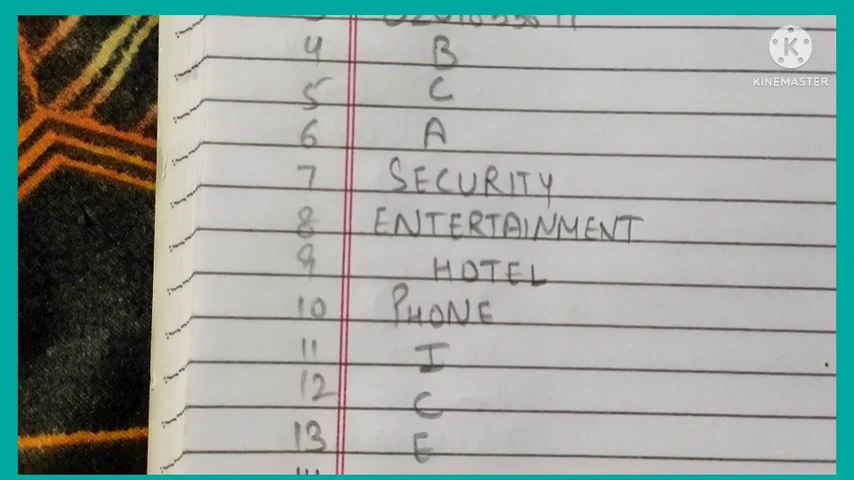 4 B
5 C
6 A
7 SECURITY
8 ENTERTAINMENT
9 HOTEL
10 PHONE
11 I
12 C
13 E
KINEMASTER